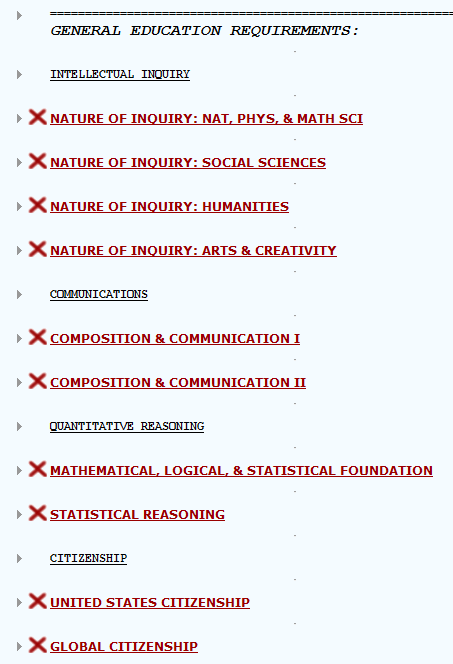 GENERAL EDUCATION REQUIREMENTS:
INTELLECTUAL INQUIRY
NATURE OF INQUIRY: NAT, PHYS, & MATH SCI
NATURE OF INQUIRY: SOCIAL SCIENCES
NATURE OF INQUIRY: HUMANITIES
NATURE OF INQUIRY: ARTS & CREATIVITY
COMMUNICATIONS
COMPOSITION & COMMUNICATION I
COMPOSITION & COMMUNICATION II
QUANTITATIVE REASONING
MATHEMATICAL, LOGICAL, & STATISTICAL FOUNDATION
STATISTICAL REASONING
CITIZENSHIP
UNITED STATES CITIZENSHIP
GLOBAL CITIZENSHIP